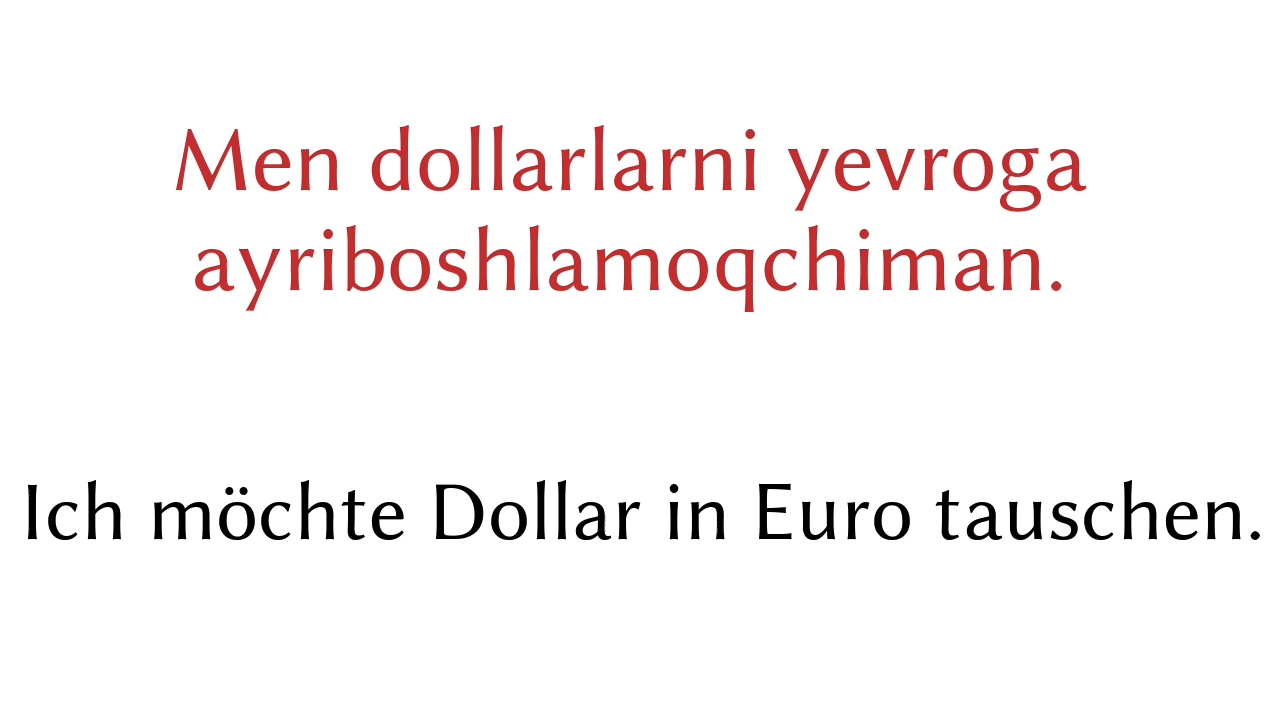 Men dollarlarni yevroga
ayriboshlamoqchiman.
Ich möchte Dollar in Euro tauschen.